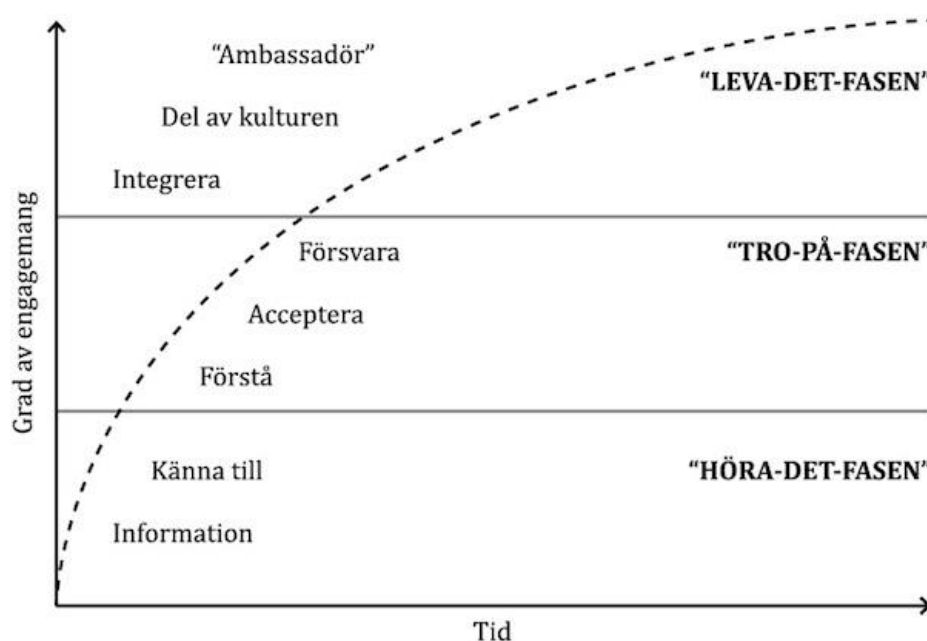 “Ambassadör”
“LEVA-DET-FASEN”
Del av kulturen
Integrera
Försvara
“TRO-PÅ-FASEN”
Acceptera
Förstå
Känna till
“HÖRA-DET-FASEN”
Information
Grad av engagemang
Tid